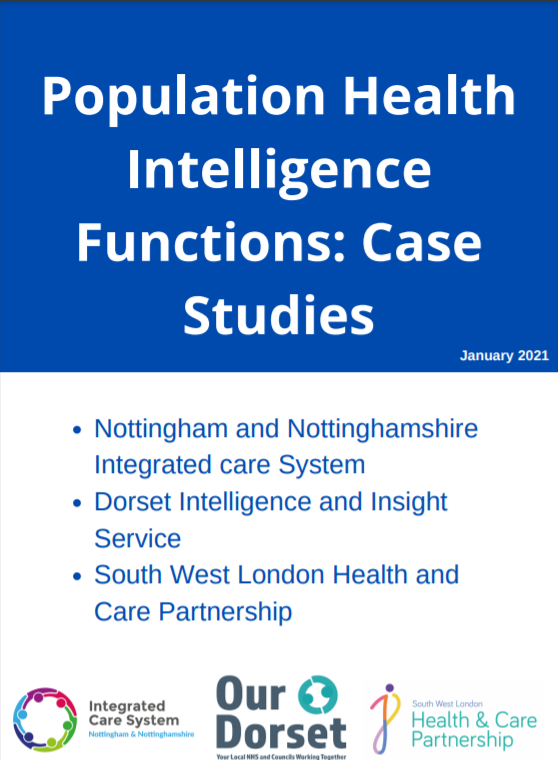 Population Health
Intelligence
Functions: Case
Studies
January 2021
• Nottingham and Nottinghamshire
Integrated care System
• Dorset Intelligence and Insight
Service
• South West London Health and
Care Partnership
Integrated
Care System
Nottingham & Nottinghamshire
Our
Dorset
Your Local NHS and Councils Working Together
South West London
Health & Care
Partnership